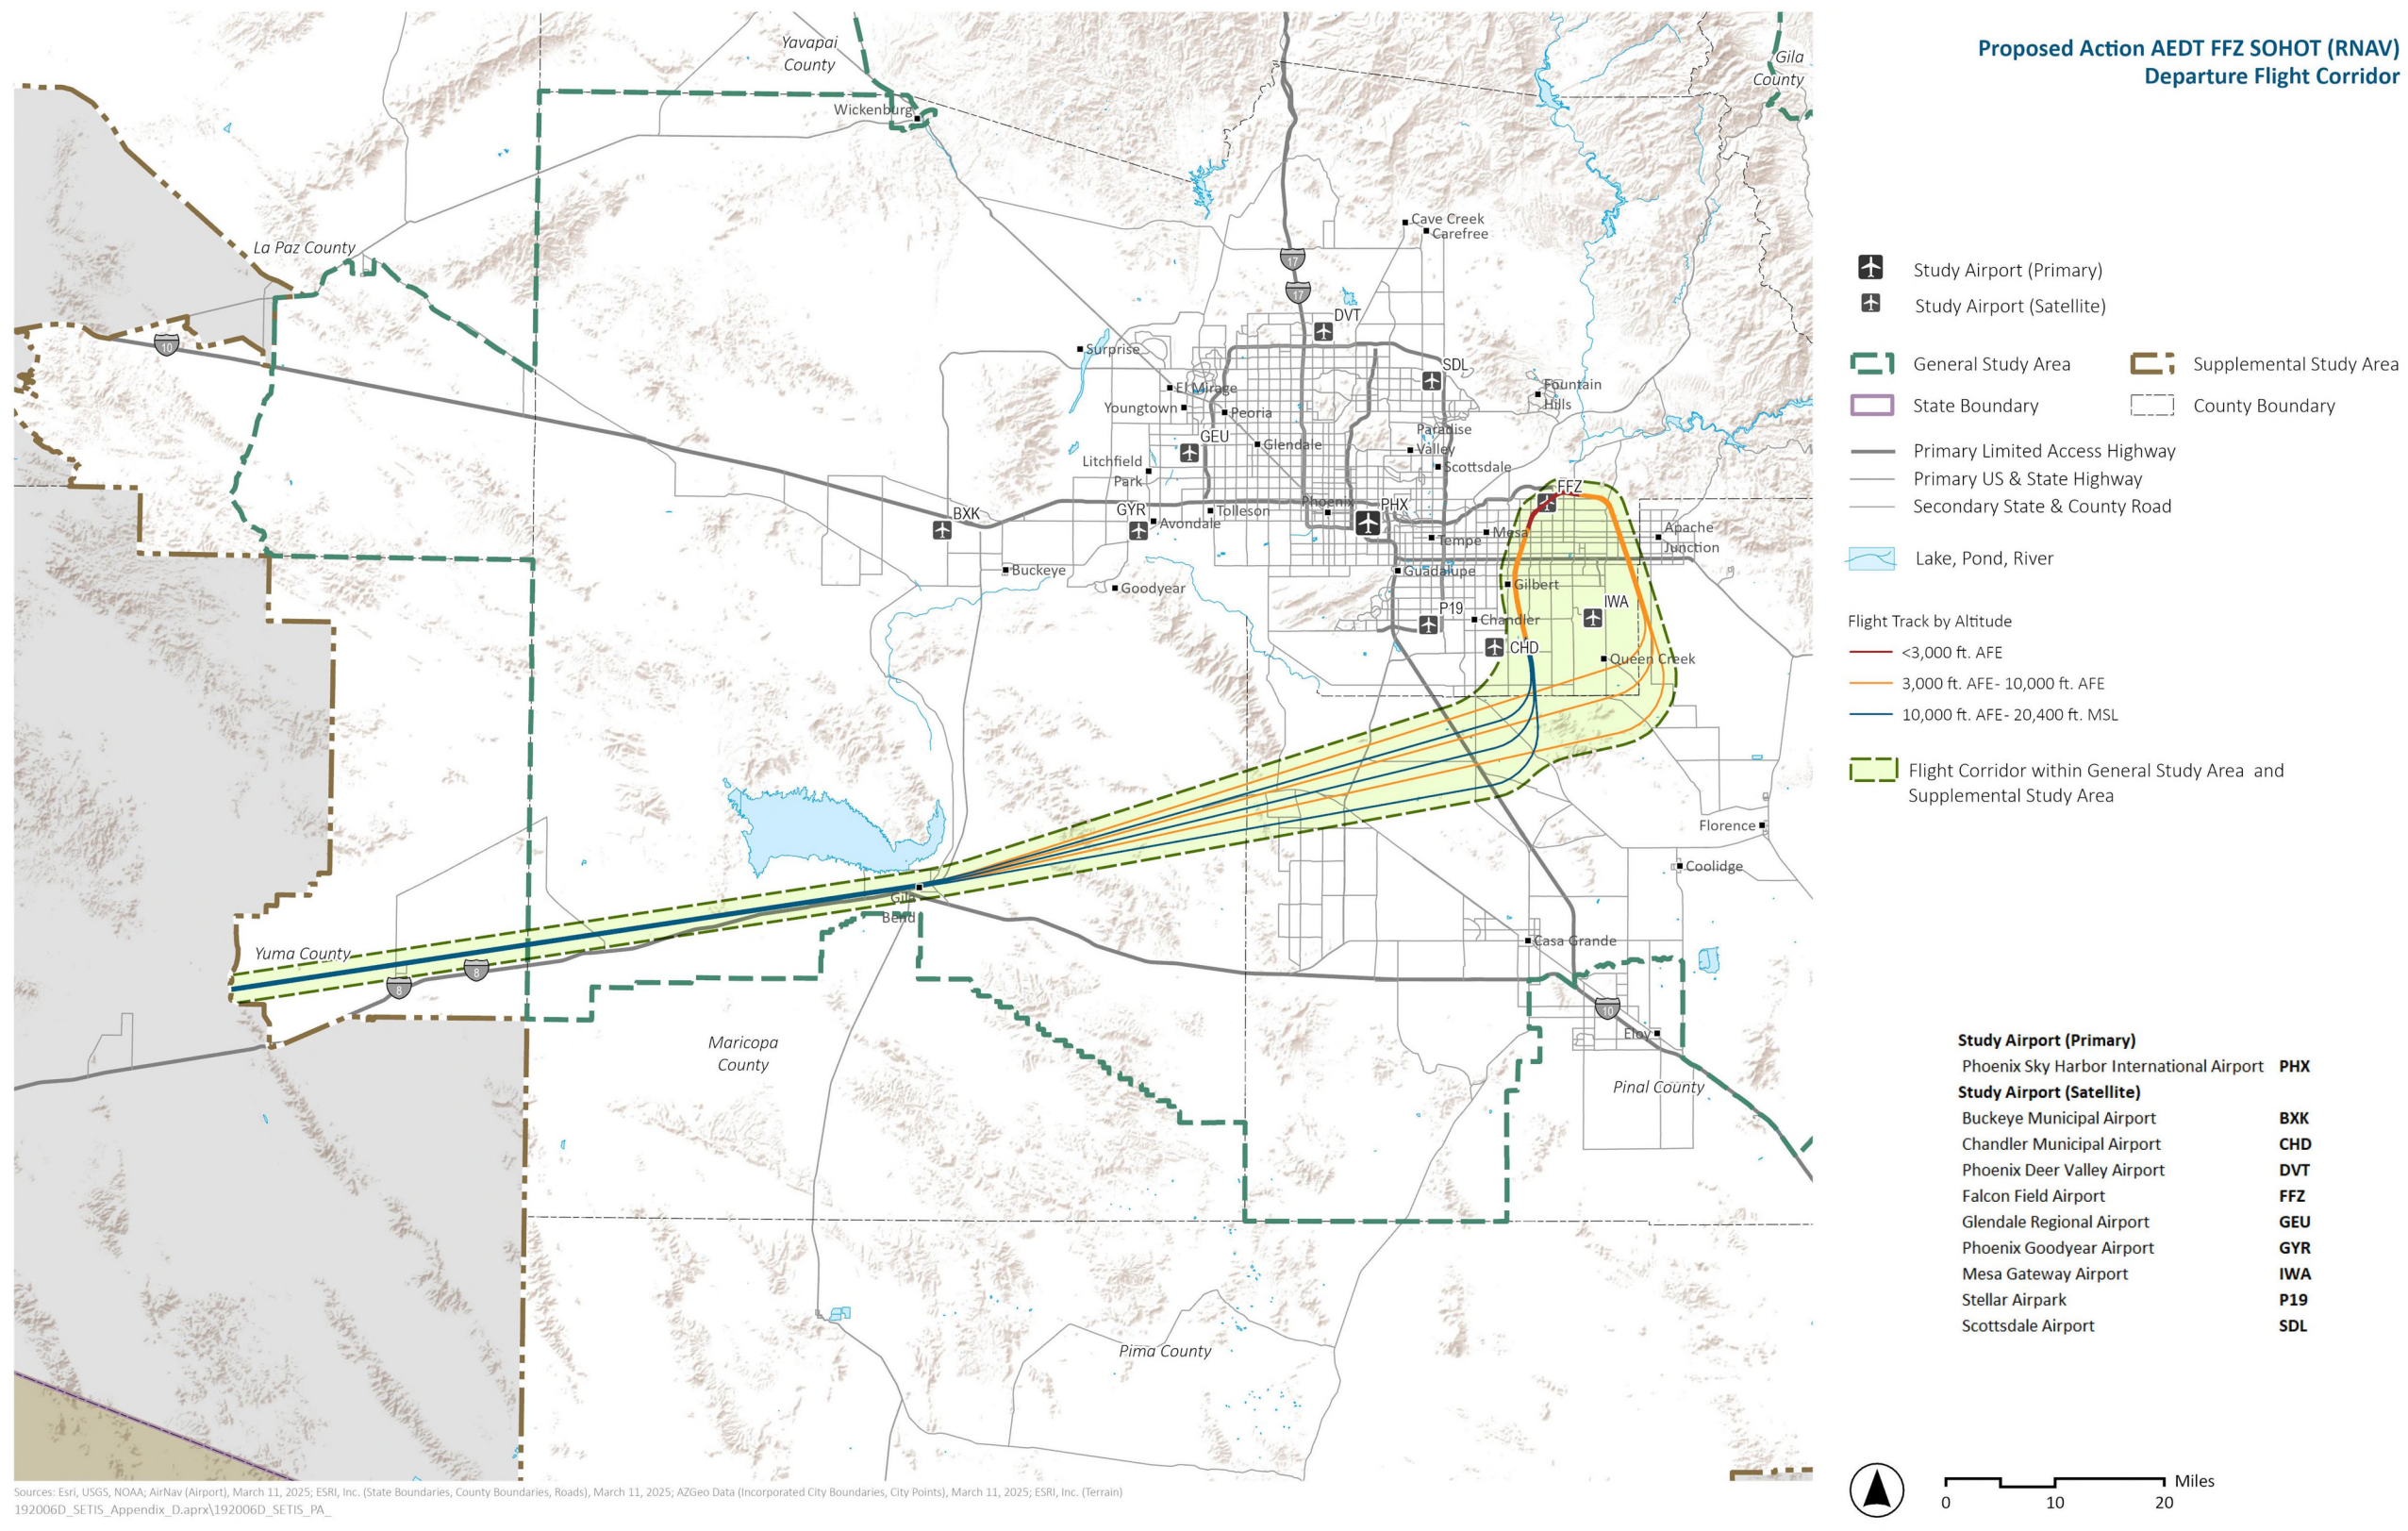 Proposed Action AEDT FFZ SOHOT (RNAV)
Departure Flight Corridor
Yavapai
County
Gila
County
Wickenburg
La Paz County
Cave Creek
Carefree
17
17
DVT
10
Surprise
SDL
El Mirage
Fountain
Hills
Youngtown
Peoria
Paradise
Valley
GEU
Glendale
Litchfield
Park
Scottsdale
FFZ
BXK
GYR
Tolleson
Phoenix
PHX
Avondale
Mesa
Apache
Junction
Tempe
Buckeye
Guadalupe
Goodyear
Gilbert
P19
IWA
Chandler
CHD
Queen Creek
Florence
Coolidge
Gila
Bend
Casa Grande
Yuma County
8
8
10
Eloy
Maricopa
County
Pinal County
Pima County
Study Airport (Primary)
Study Airport (Satellite)
General Study Area
Supplemental Study Area
State Boundary
County Boundary
Primary Limited Access Highway
Primary US & State Highway
Secondary State & County Road
Lake, Pond, River
Flight Track by Altitude
<3,000 ft. AFE
3,000 ft. AFE- 10,000 ft. AFE
10,000 ft. AFE- 20,400 ft. MSL
Flight Corridor within General Study Area and
Supplemental Study Area
Study Airport (Primary)
Phoenix Sky Harbor International Airport PHX
Study Airport (Satellite)
Buckeye Municipal Airport BXK
Chandler Municipal Airport CHD
Phoenix Deer Valley Airport DVT
Falcon Field Airport FFZ
Glendale Regional Airport GEU
Phoenix Goodyear Airport GYR
Mesa Gateway Airport IWA
Stellar Airpark P19
Scottsdale Airport SDL
Miles
0 10 20
Sources: Esri, USGS, NOAA; AirNav (Airport), March 11, 2025; ESRI, Inc. (State Boundaries, County Boundaries, Roads), March 11, 2025; AZGeo Data (Incorporated City Boundaries, City Points), March 11, 2025; ESRI, Inc. (Terrain)
192006D_SETIS_Appendix_D.aprx\192006D_SETIS_PA_